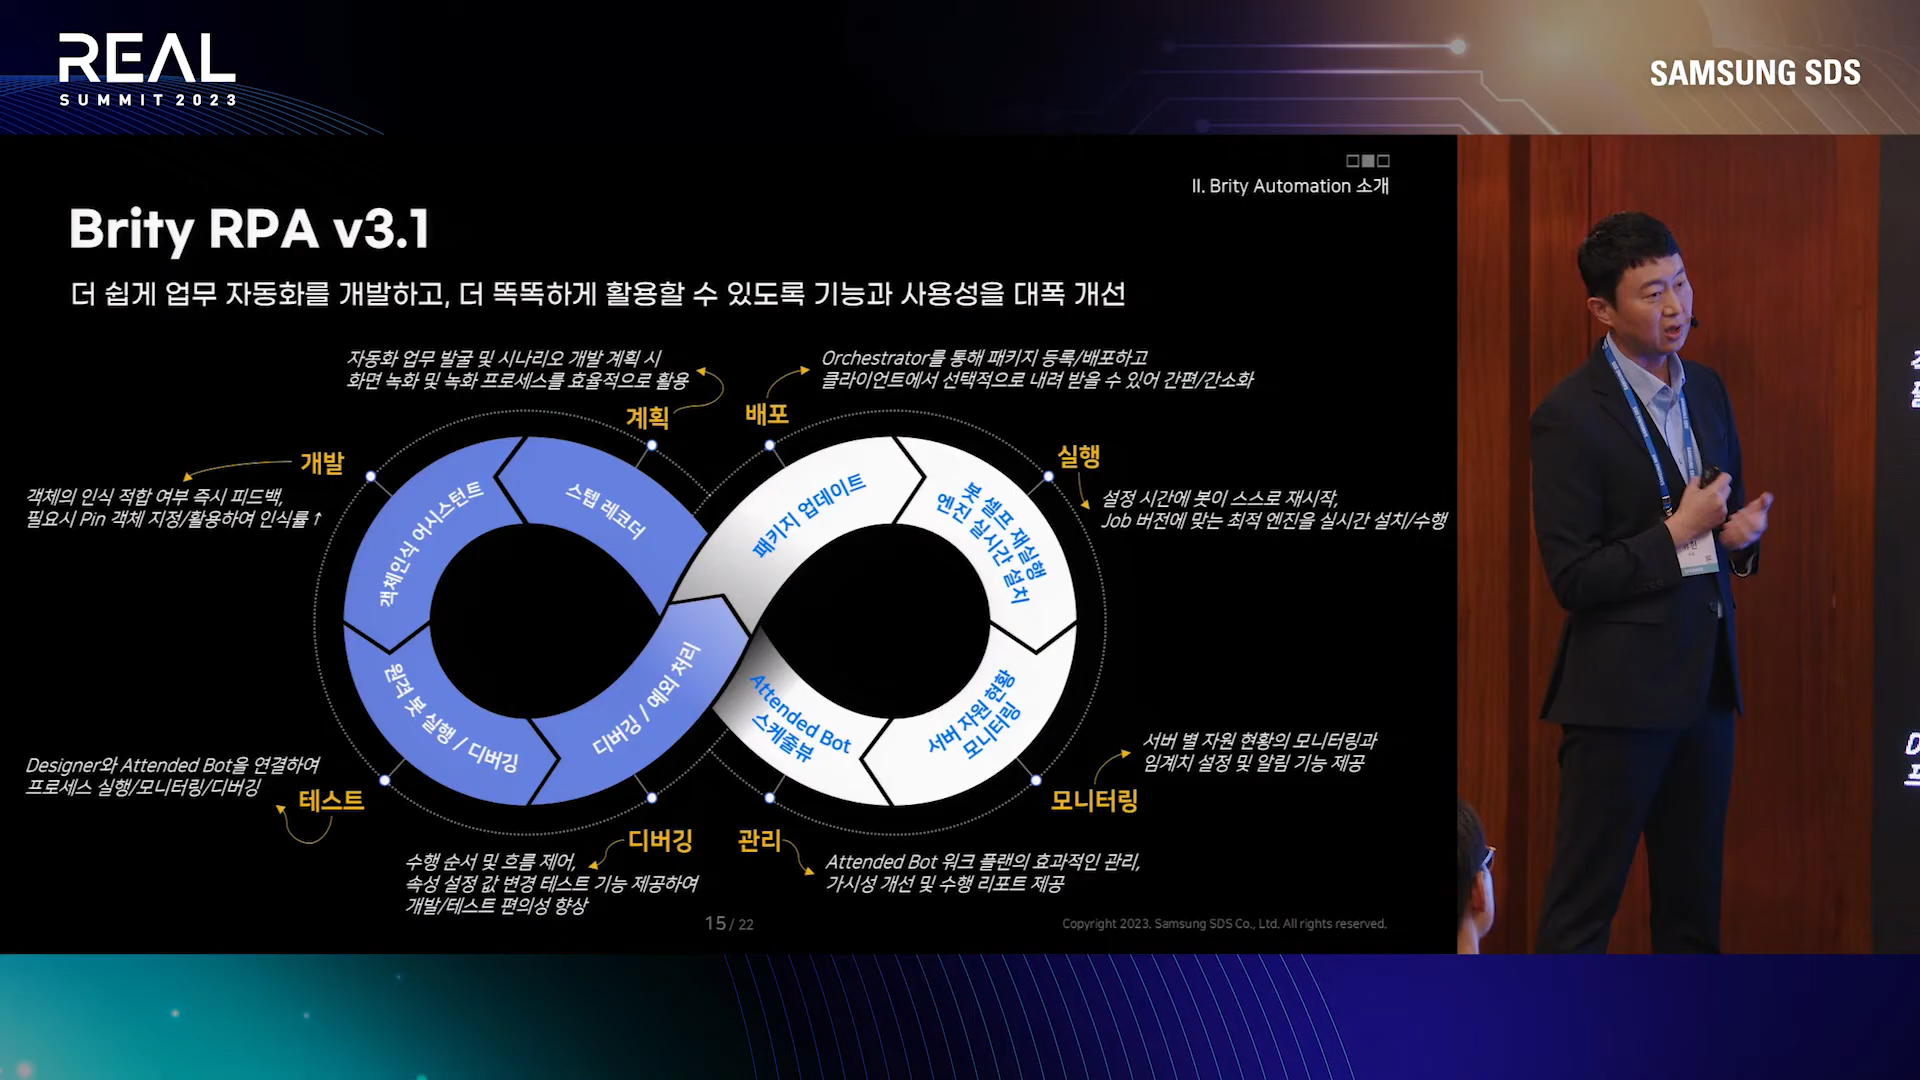 REAL
SUMMIT 2023
SAMSUNG SDS
II. Brity Automation 소개
Brity RPA v3.1
더 쉽게 업무 자동화를 개발하고, 더 똑똑하게 활용할 수 있도록 기능과 사용성을 대폭 개선
자동화 업무 발굴 및 시나리오 개발 계획 시
화면 녹화 및 녹화 프로세스를 효율적으로 활용
계획
배포
Orchestrator를 통해 패키지 등록/배포하고
클라이언트에서 선택적으로 내려 받을 수 있어 간편/간소화
개발
객체의 인식 적합 여부 즉시 피드백,
필요시 Pin 객체 지정/활용하여 인식률↑
실행
설정 시간에 봇이 스스로 재시작,
Job 버전에 맞는 최적 엔진을 실시간 설치/수행
객체인식 어시스턴트
스텝 레코더
패키지 업데이트
봇 셀프 재실행
엔진 실시간 설치
원격 봇 실행 / 디버깅
디버깅 / 예외 처리
Attended Bot
스케줄뷰
서버 자원 현황
모니터링
Designer와 Attended Bot을 연결하여
프로세스 실행/모니터링/디버깅
테스트
서버 별 자원 현황의 모니터링과
임계치 설정 및 알림 기능 제공
모니터링
디버깅
수행 순서 및 흐름 제어,
속성 설정 값 변경 테스트 기능 제공하여
개발/테스트 편의성 향상
관리
Attended Bot 워크 플랜의 효과적인 관리,
가시성 개선 및 수행 리포트 제공
15 / 22
Copyright 2023. Samsung SDS Co., Ltd. All rights reserved.